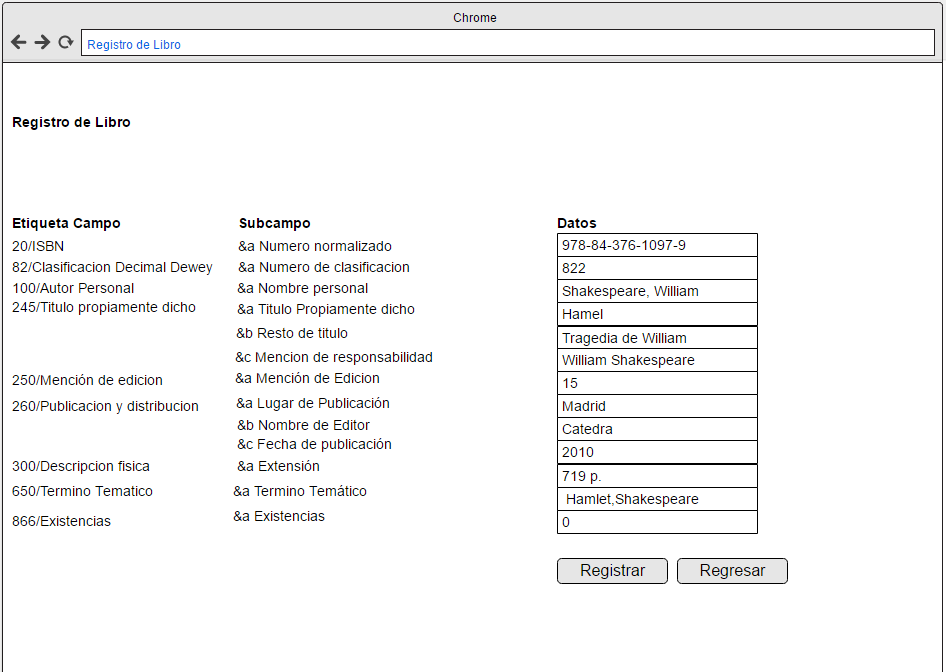 Chrome
Registro de Libro
Registro de Libro
Etiqueta Campo Subcampo Datos
20/ISBN &a Numero normalizado 978-84-376-1097-9
82/Clasificacion Decimal Dewey &a Numero de clasificacion 822
100/Autor Personal &a Nombre personal Shakespeare, William
245/Titulo propiamente dicho &a Titulo Propiamente dicho Hamel
&b Resto de titulo Tragedia de William
&c Mencion de responsabilidad William Shakespeare
250/Mención de edicion &a Mención de Edicion 15
260/Publicacion y distribucion &a Lugar de Publicación Madrid
&b Nombre de Editor Catedra
&c Fecha de publicación 2010
300/Descripcion fisica &a Extensión 719 p.
650/Termino Tematico &a Termino Temático Hamlet,Shakespeare
866/Existencias &a Existencias 0
Registrar Regresar